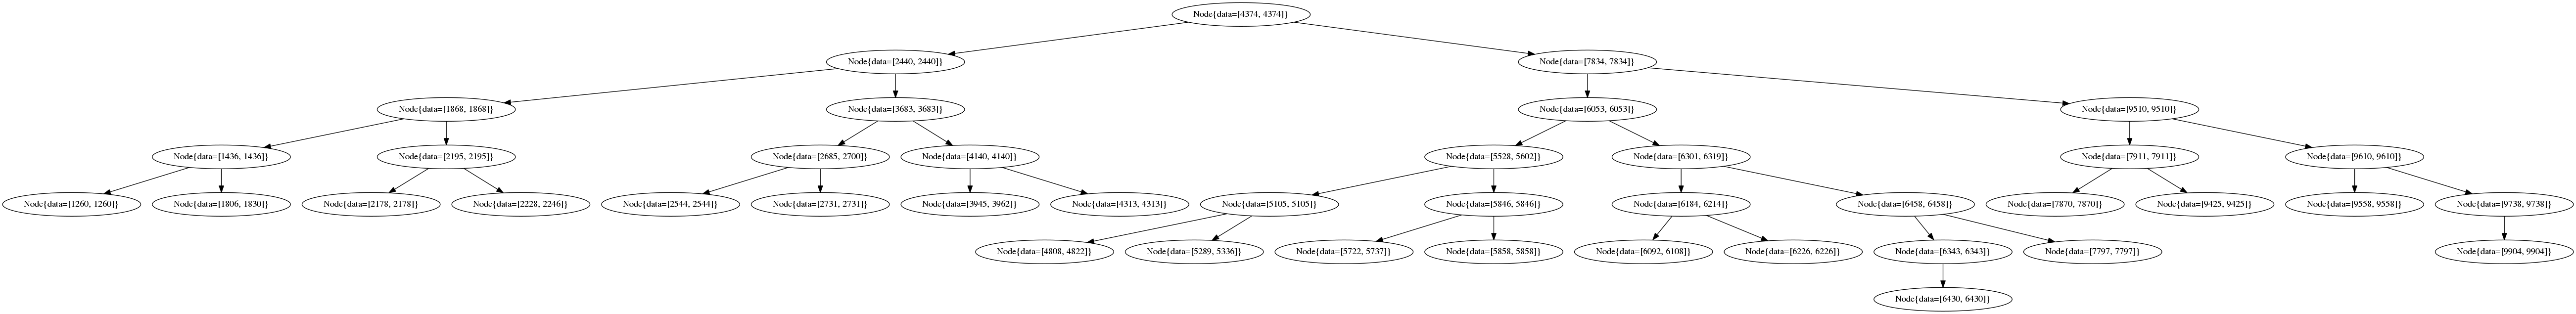 Node{data=[4374, 4374]}
Node{data=[2440, 2440]}
Node{data=[7834, 7834]}
Node{data=[1868, 1868]}
Node{data=[3683, 3683]}
Node{data=[6053, 6053]}
Node{data=[9510, 9510]}
Node{data=[1436, 1436]}
Node{data=[2195, 2195]}
Node{data=[2685, 2700]}
Node{data=[4140, 4140]}
Node{data=[5528, 5602]}
Node{data=[6301, 6319]}
Node{data=[7911, 7911]}
Node{data=[9610, 9610]}
Node{data=[1260, 1260]}
Node{data=[1806, 1830]}
Node{data=[2178, 2178]}
Node{data=[2228, 2246]}
Node{data=[2544, 2544]}
Node{data=[2731, 2731]}
Node{data=[3945, 3962]}
Node{data=[4313, 4313]}
Node{data=[5105, 5105]}
Node{data=[5846, 5846]}
Node{data=[6184, 6214]}
Node{data=[6458, 6458]}
Node{data=[7870, 7870]}
Node{data=[9425, 9425]}
Node{data=[9558, 9558]}
Node{data=[9738, 9738]}
Node{data=[4808, 4822]}
Node{data=[5289, 5336]}
Node{data=[5722, 5737]}
Node{data=[5858, 5858]}
Node{data=[6092, 6108]}
Node{data=[6226, 6226]}
Node{data=[6343, 6343]}
Node{data=[7797, 7797]}
Node{data=[9904, 9904]}
Node{data=[6430, 6430]}